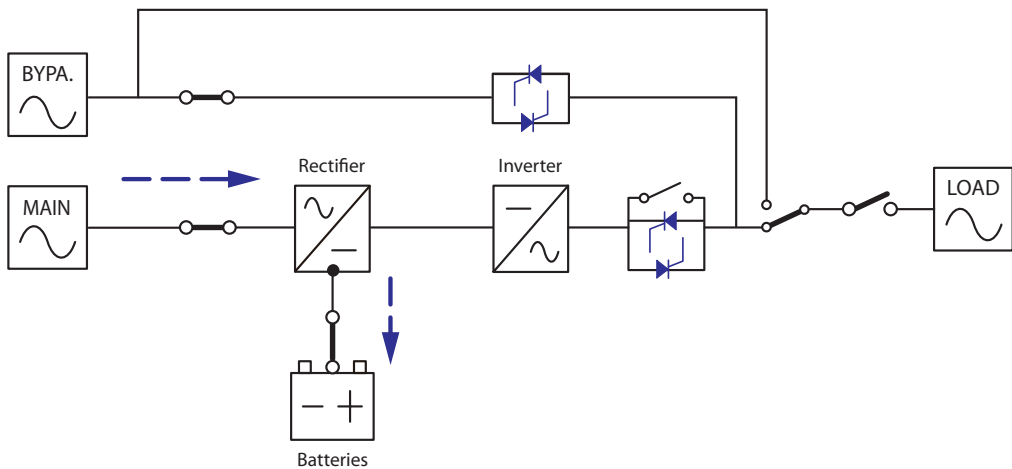 BYPA.
Rectifier
Inverter
MAIN
LOAD
Batteries